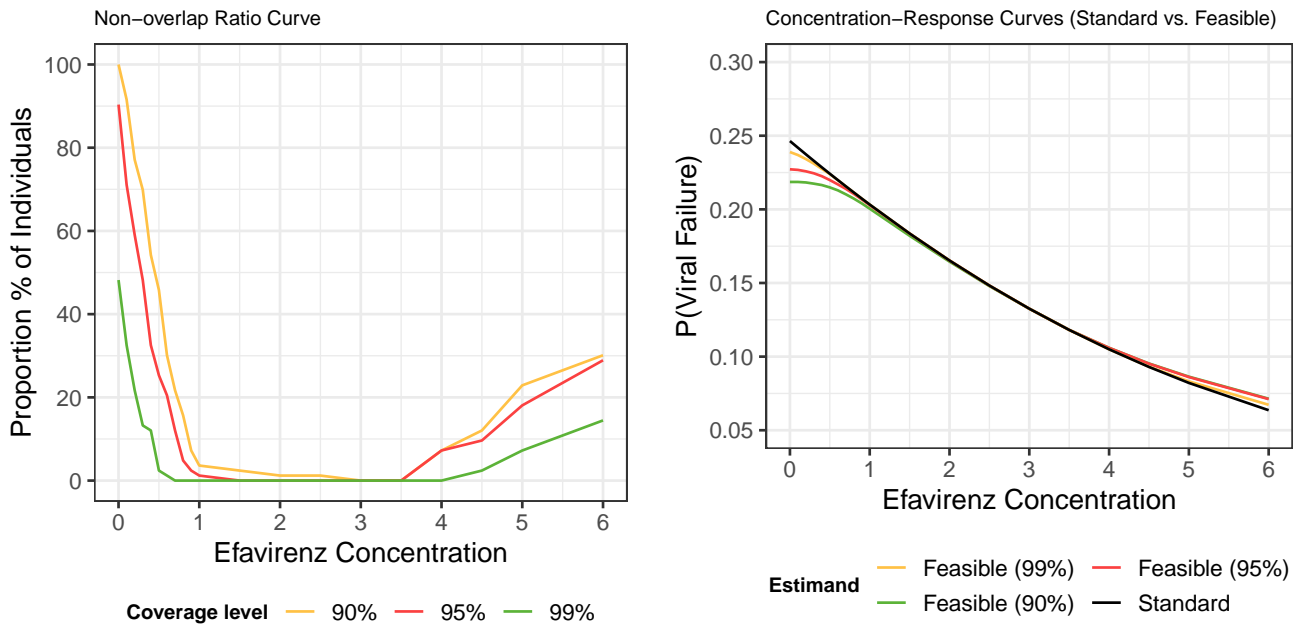 Non−overlap Ratio Curve
100
80
60
40
20
0
Proportion % of Individuals
0 1 2 3 4 5 6
Efavirenz Concentration
Coverage level 90% 95% 99%
Concentration−Response Curves (Standard vs. Feasible)
0.30
0.25
0.20
0.15
0.10
0.05
P(Viral Failure)
0 1 2 3 4 5 6
Efavirenz Concentration
Estimand
Feasible (99%) Feasible (95%)
Feasible (90%) Standard